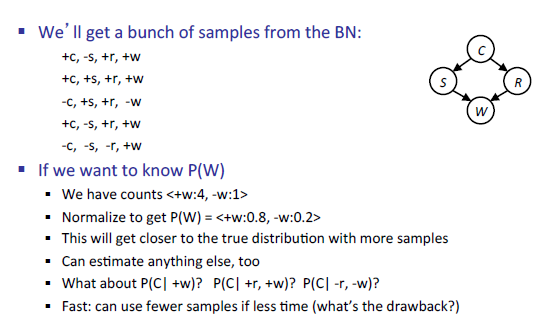 ▪ We'll get a bunch of samples from the BN:
+c, -s, +r, +w
+c, +s, +r, +w
-c, +s, +r, -w
+c, -s, +r, +w
-c, -s, -r, +w
C
S
R
W
▪ If we want to know P(W)
▪ We have counts <+w:4, -w:1>
▪ Normalize to get P(W) = <+w:0.8, -w:0.2>
▪ This will get closer to the true distribution with more samples
▪ Can estimate anything else, too
▪ What about P(C| +w)? P(C| +r, +w)? P(C| -r, -w)?
▪ Fast: can use fewer samples if less time (what's the drawback?)